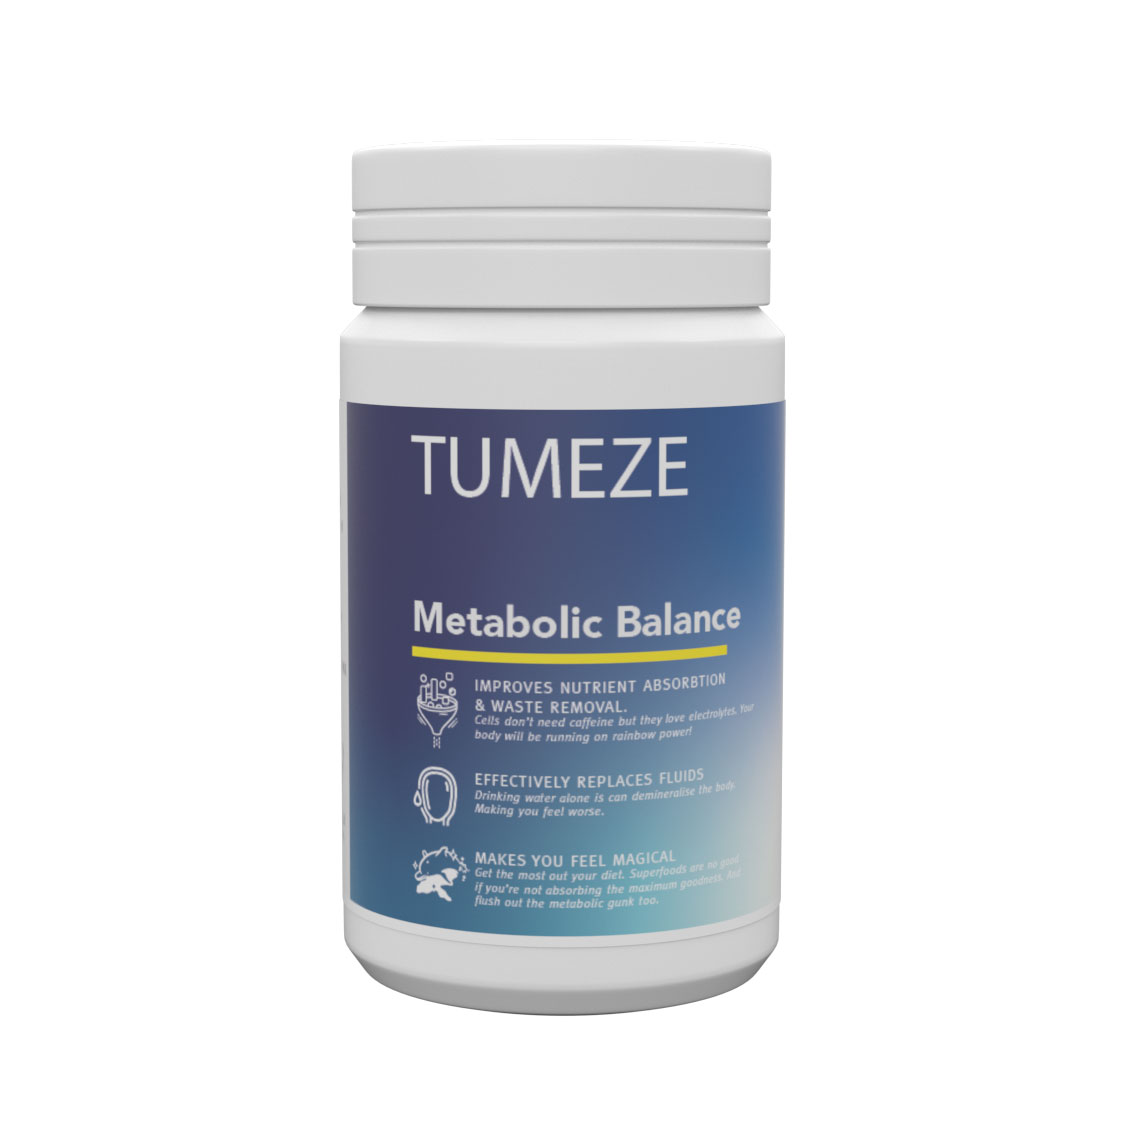 TUMEZE
Metabolic Balance
IMPROVES NUTRIENT ABSORBTION
& WASTE REMOVAL.
Cells don't need caffeine but they love electrolytes. Your
body will be running on rainbow power!
EFFECTIVELY REPLACES FLUIDS
Drinking water alone is can demineralise the body.
Making you feel worse.
MAKES YOU FEEL MAGICAL
Get the most out your diet. Superfoods are no good
if you're not absorbing the maximum goodness. And
flush out the metabolic gunk too.